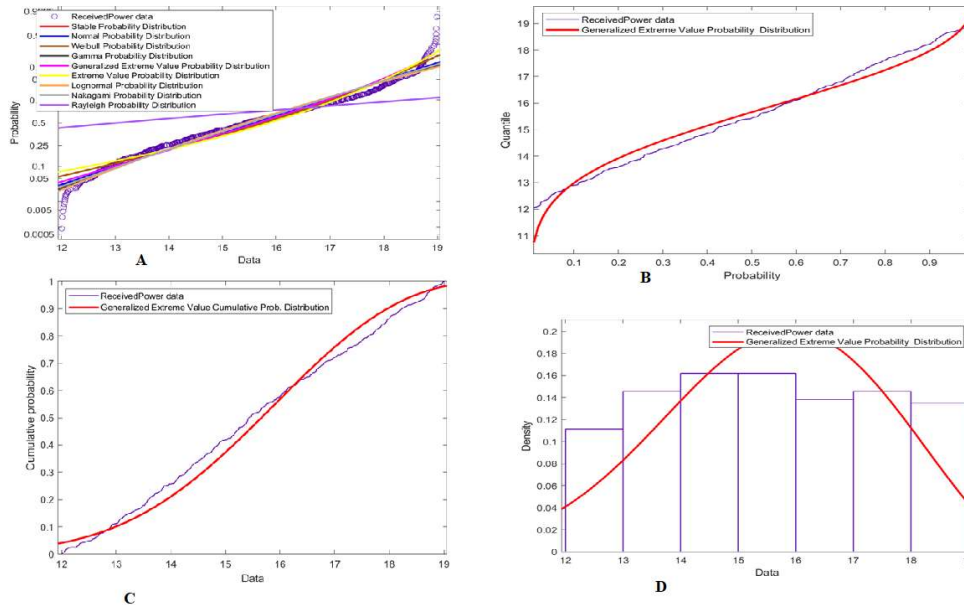 ReceivedPower data
Stable Probability Distribution
Normal Probability Distribution
Weibull Probability Distribution
Gamma Probability Distribution
Generalized Extreme Value Probability Distribution
Extreme Value Probability Distribution
Lognormal Probability Distribution
Nakagami Probability Distribution
Rayleigh Probability Distribution
Probability
0.5
0.25
0.1
0.05
0.005
0.0005
12 13 14 15 16 17 18 19
Data
A
ReceivedPower data
Generalized Extreme Value Probability Distribution
Quantile
19
18
17
16
15
14
13
12
11
0.1 0.2 0.3 0.4 0.5 0.6 0.7 0.8 0.9
Probability
B
ReceivedPower data
Generalized Extreme Value Cumulative Prob. Distribution
Cumulative probability
1
0.9
0.8
0.7
0.6
0.5
0.4
0.3
0.2
0.1
0
12 13 14 15 16 17 18 19
Data
C
ReceivedPower data
Generalized Extreme Value Probability Distribution
Density
0.2
0.16
0.12
0.08
0.06
0.04
0.02
0
12 13 14 15 16 17 18
Data
D